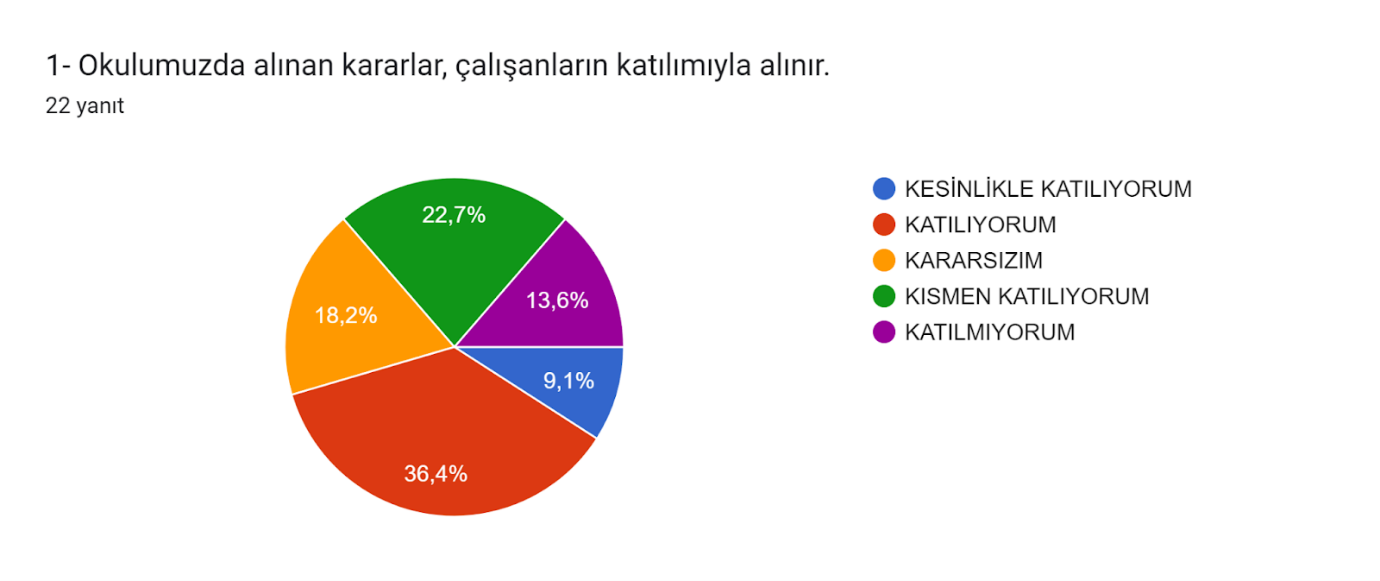 1- Okulumuzda alınan kararlar, çalışanların katılımıyla alınır.
22 yanıt
22,7%
13,6%
18,2%
9,1%
36,4%
KESİNLİKLE KATILIYORUM
KATILIYORUM
KARARSIZIM
KISMEN KATILIYORUM
KATILMIYORUM